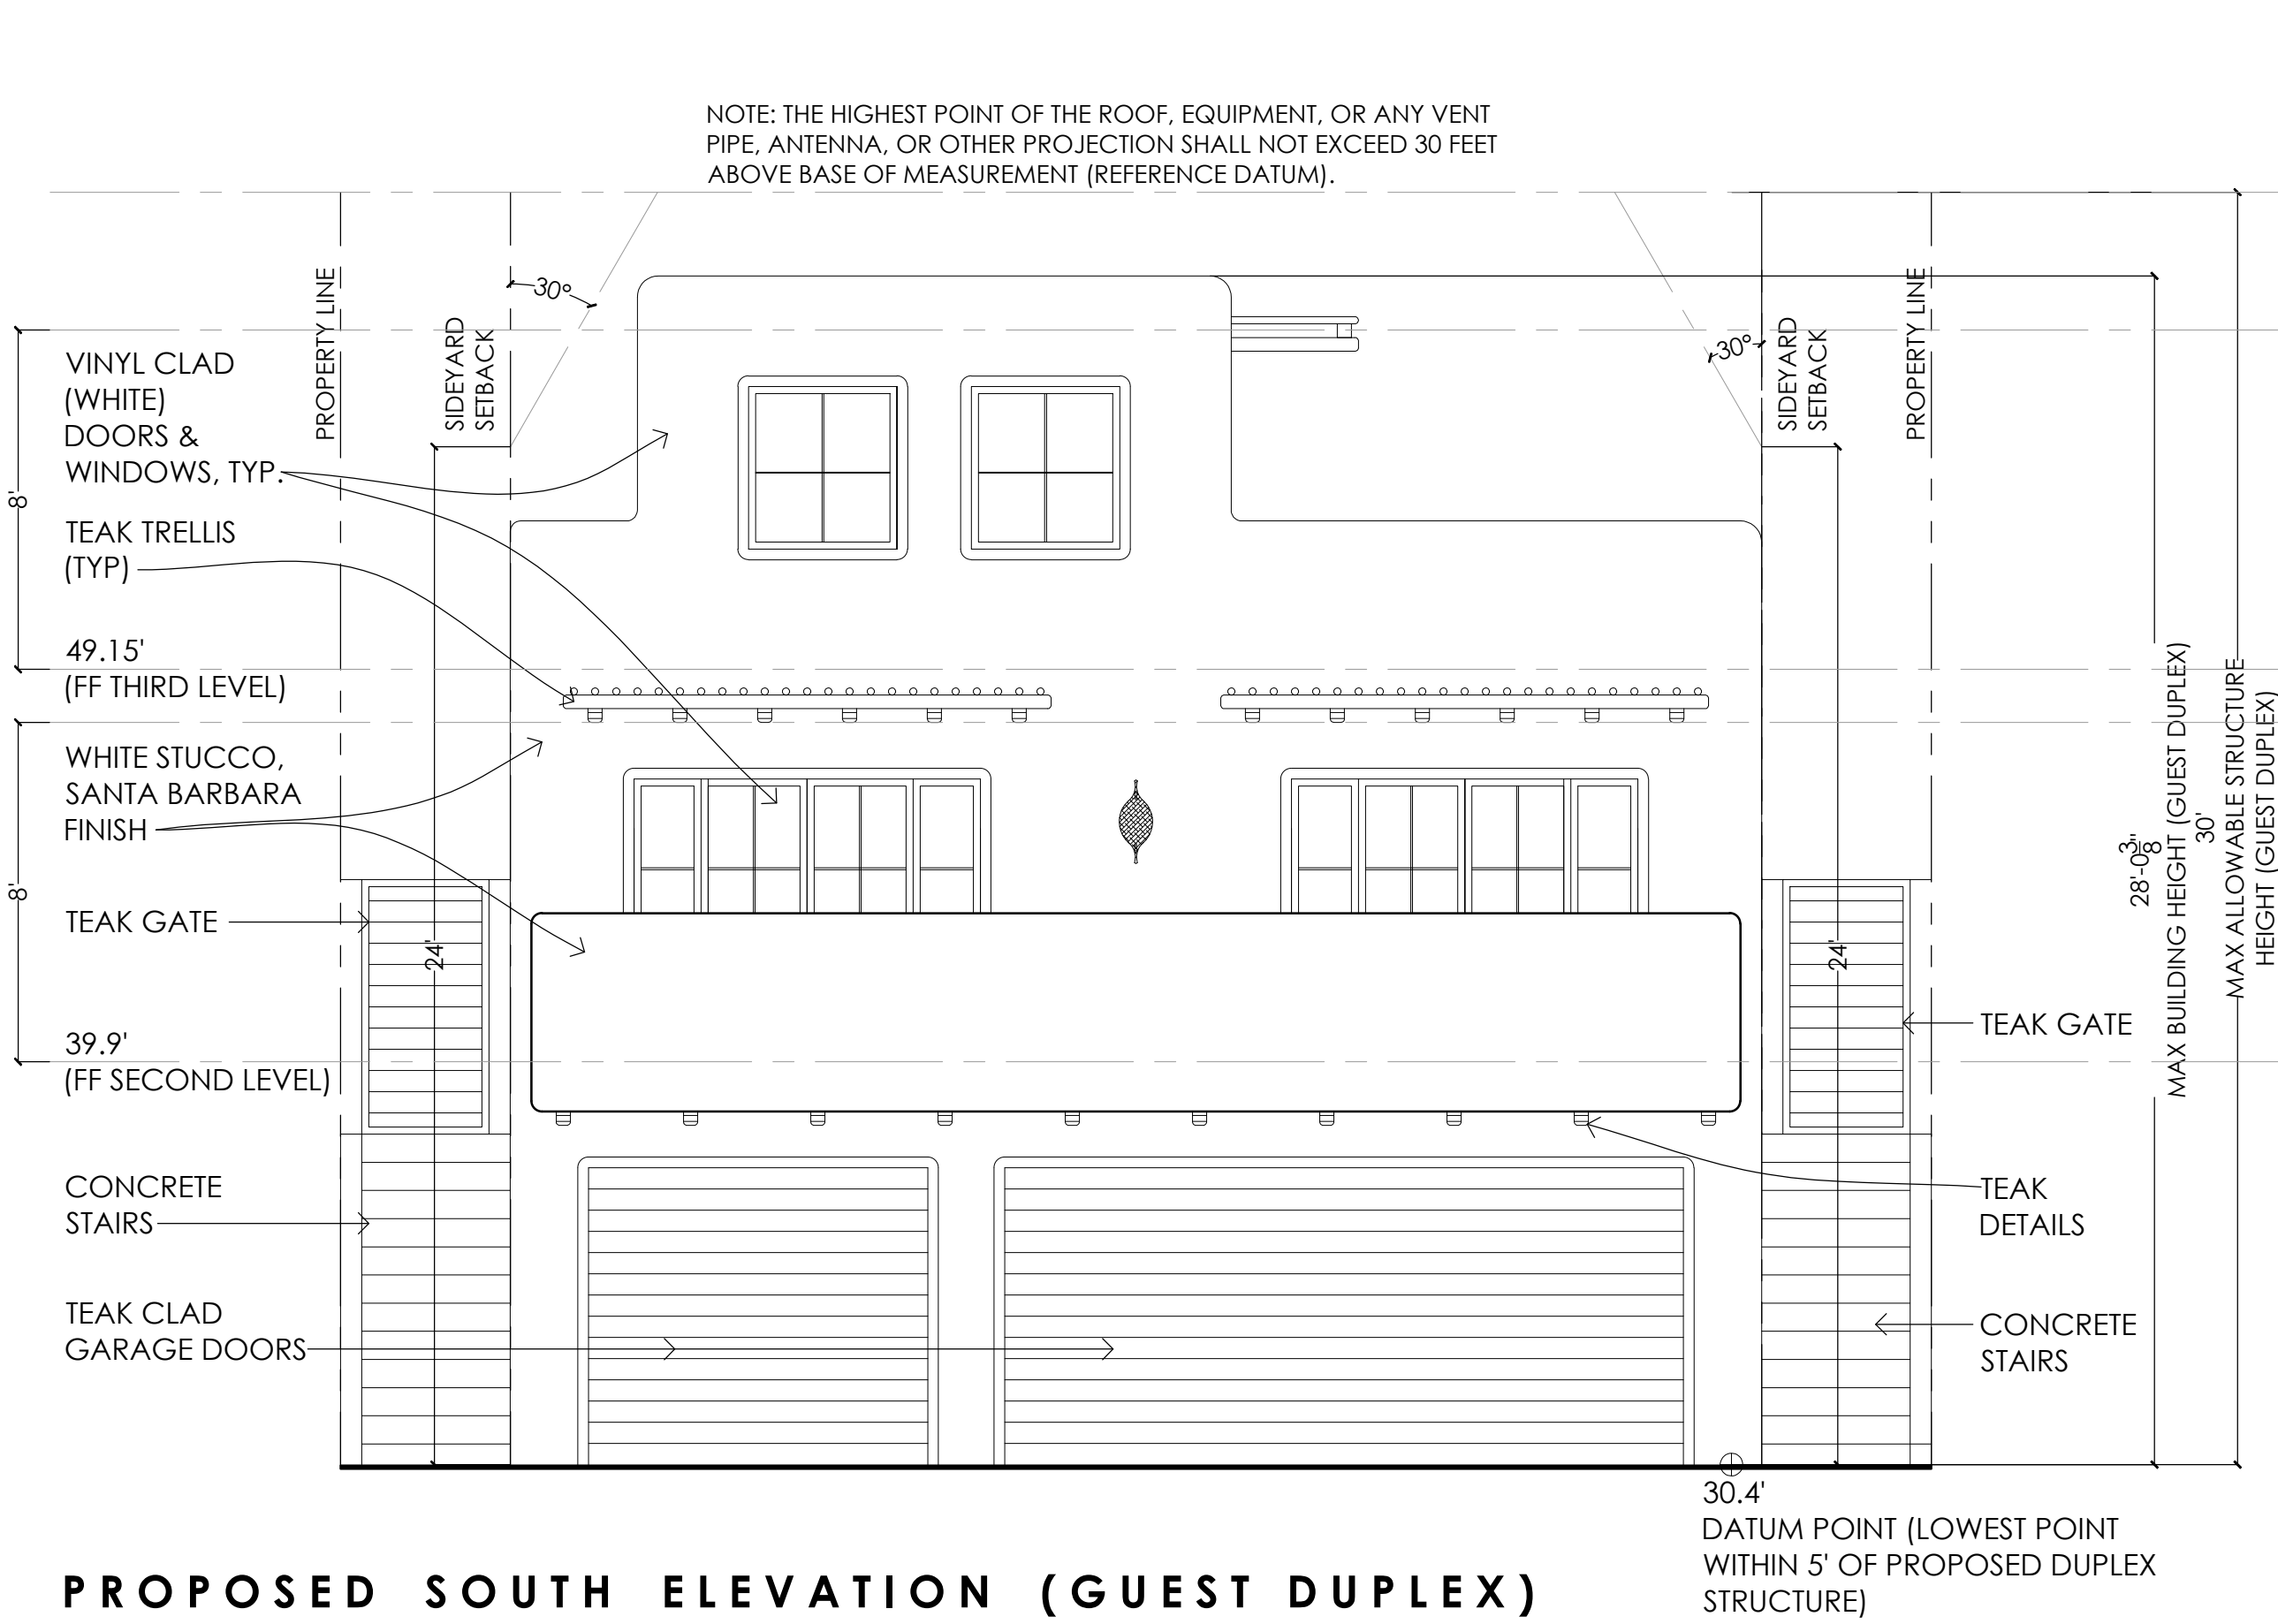 NOTE: THE HIGHEST POINT OF THE ROOF, EQUIPMENT, OR ANY VENT
PIPE, ANTENNA, OR OTHER PROJECTION SHALL NOT EXCEED 30 FEET
ABOVE BASE OF MEASUREMENT (REFERENCE DATUM).
PROPERTY LINE
SIDEYARD
SETBACK
30°
30°
SIDEYARD
SETBACK
PROPERTY LINE
VINYL CLAD
(WHITE)
DOORS &
WINDOWS, TYP.
8'
TEAK TRELLIS
(TYP)
49.15'
(FF THIRD LEVEL)
WHITE STUCCO,
SANTA BARBARA
FINISH
8'
TEAK GATE
24'
39.9'
(FF SECOND LEVEL)
CONCRETE
STAIRS
TEAK CLAD
GARAGE DOORS
24'
28'-0 3/8"
MAX BUILDING HEIGHT (GUEST DUPLEX)
30'
MAX ALLOWABLE STRUCTURE
HEIGHT (GUEST DUPLEX)
TEAK GATE
TEAK
DETAILS
CONCRETE
STAIRS
30.4'
DATUM POINT (LOWEST POINT
WITHIN 5' OF PROPOSED DUPLEX
STRUCTURE)
PROPOSED SOUTH ELEVATION (GUEST DUPLEX)